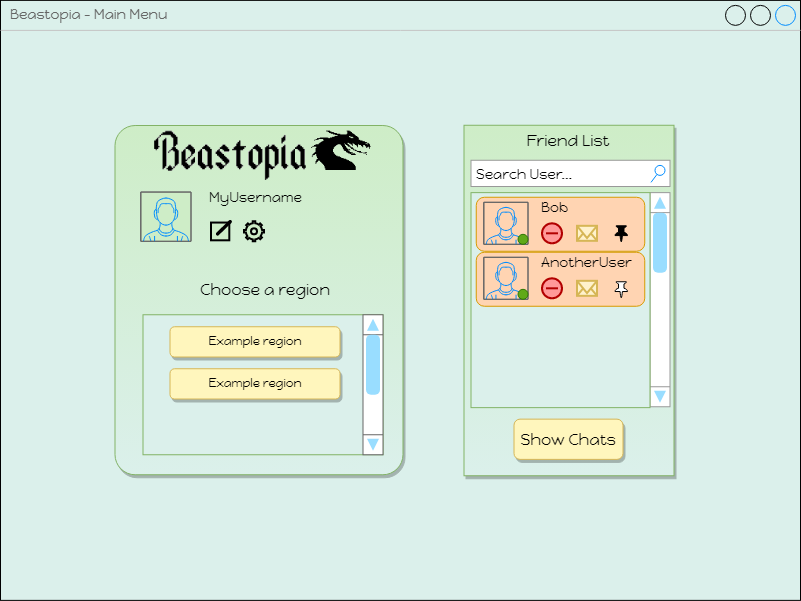 Beastopia - Main Menu
Beastopia
MyUsername
Choose a region
Example region
Example region
Friend List
Search User...
Bob
AnotherUser
Show Chats